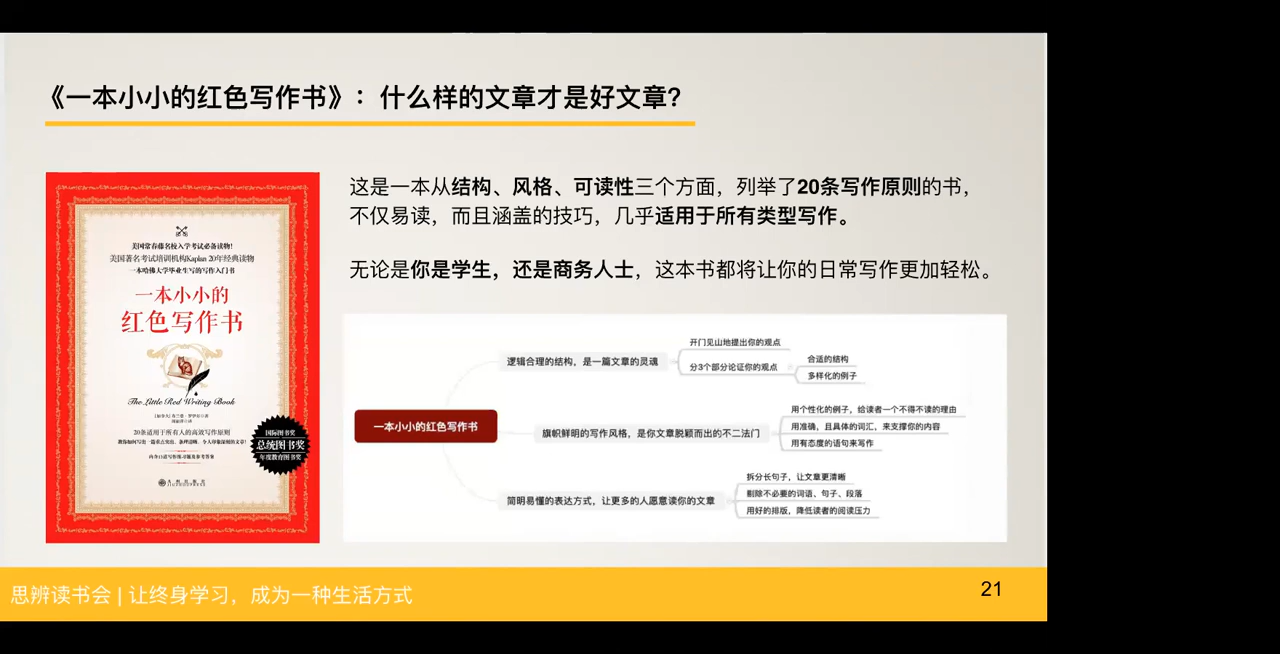 《一本小小的红色写作书》：什么样的文章才是好文章?
美国常春藤名校入学考试必备读物!
美国著名考试培训机构Kaplan 20年经典读物
一本哈佛大学毕业生写的写作入门书
一本小小的
红色写作书
The Little Red Writing Book
20条适用于所有人的高效写作原则
国际图书奖
总统图书奖
年度教育图书奖
这是一本从结构、风格、可读性三个方面，列举了20条写作原则的书，
不仅易读，而且涵盖的技巧，几乎适用于所有类型写作。
无论是你是学生，还是商务人士，这本书都将让你的日常写作更加轻松。
一本小小的红色写作书
逻辑合理的结构，是一篇文章的灵魂
开门见山地提出你的观点
分3个部分论证你的观点
合适的结构
多样化的例子
旗帜鲜明的写作风格，是你文章脱颖而出的不二法门
用个性化的例子，给读者一个不得不读的理由
用准确，且具体的词汇，来支撑你的内容
用有态度的语句来写作
简明易懂的表达方式，让更多的人愿意读你的文章
拆分长句子，让文章更清晰
剔除不必要的词语、句子、段落
用好的排版，降低读者的阅读压力
思辨读书会 | 让终身学习，成为一种生活方式
21